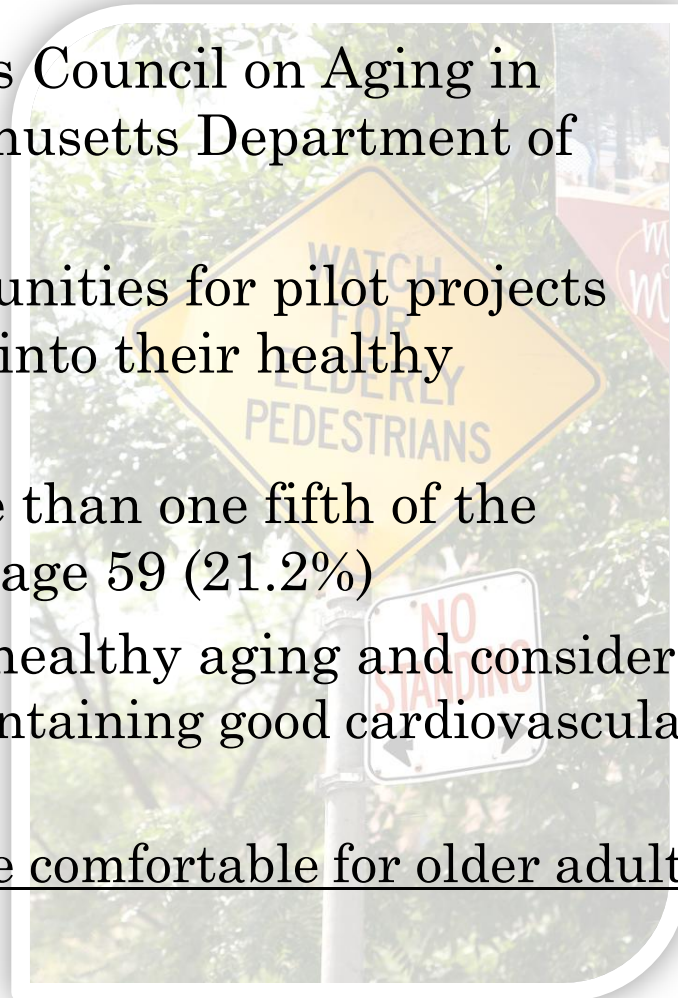 s Council on Aging in
husetts Department of
unities for pilot projects
into their healthy
e than one fifth of the
age 59 (21.2%)
healthy aging and consider
ntaining good cardiovascula
e comfortable for older adult
WATCH
FOR
ELDERLY
PEDESTRIANS
NO
STANDING